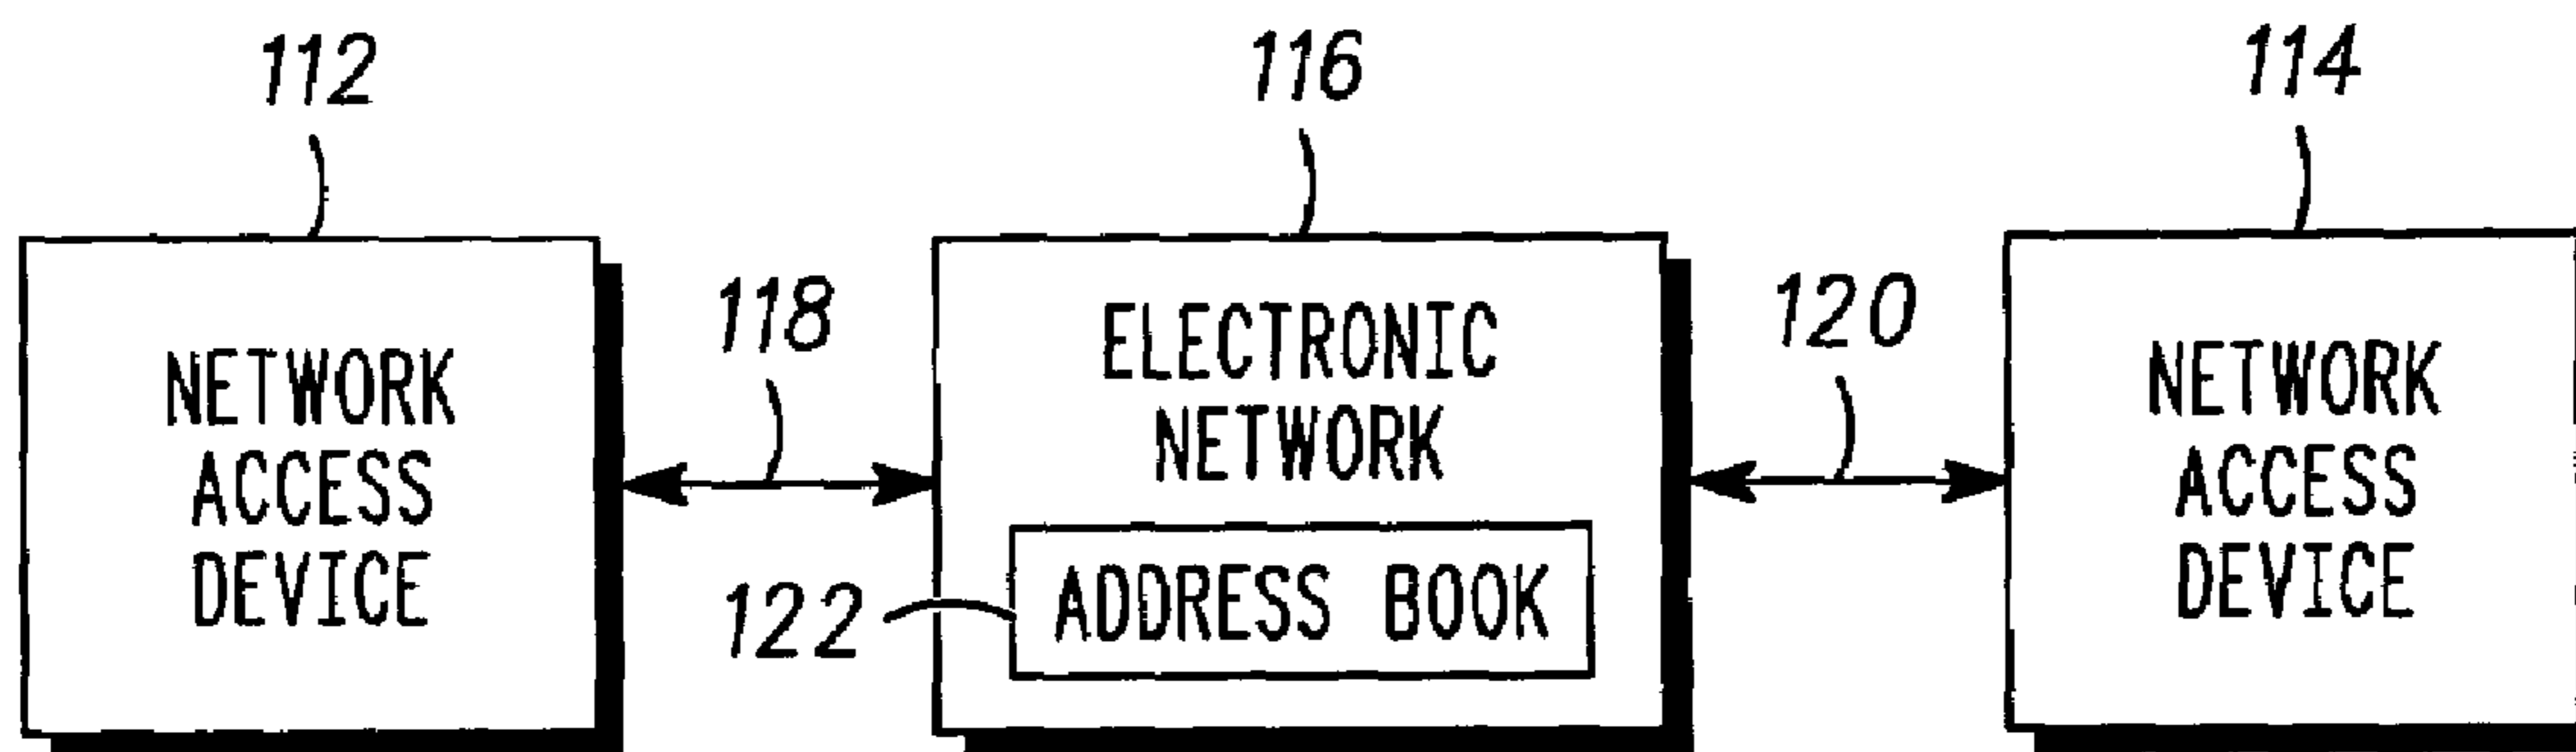 112
116
114
118
120
NETWORK
ACCESS
DEVICE
ELECTRONIC
NETWORK
122
ADDRESS BOOK
NETWORK
ACCESS
DEVICE